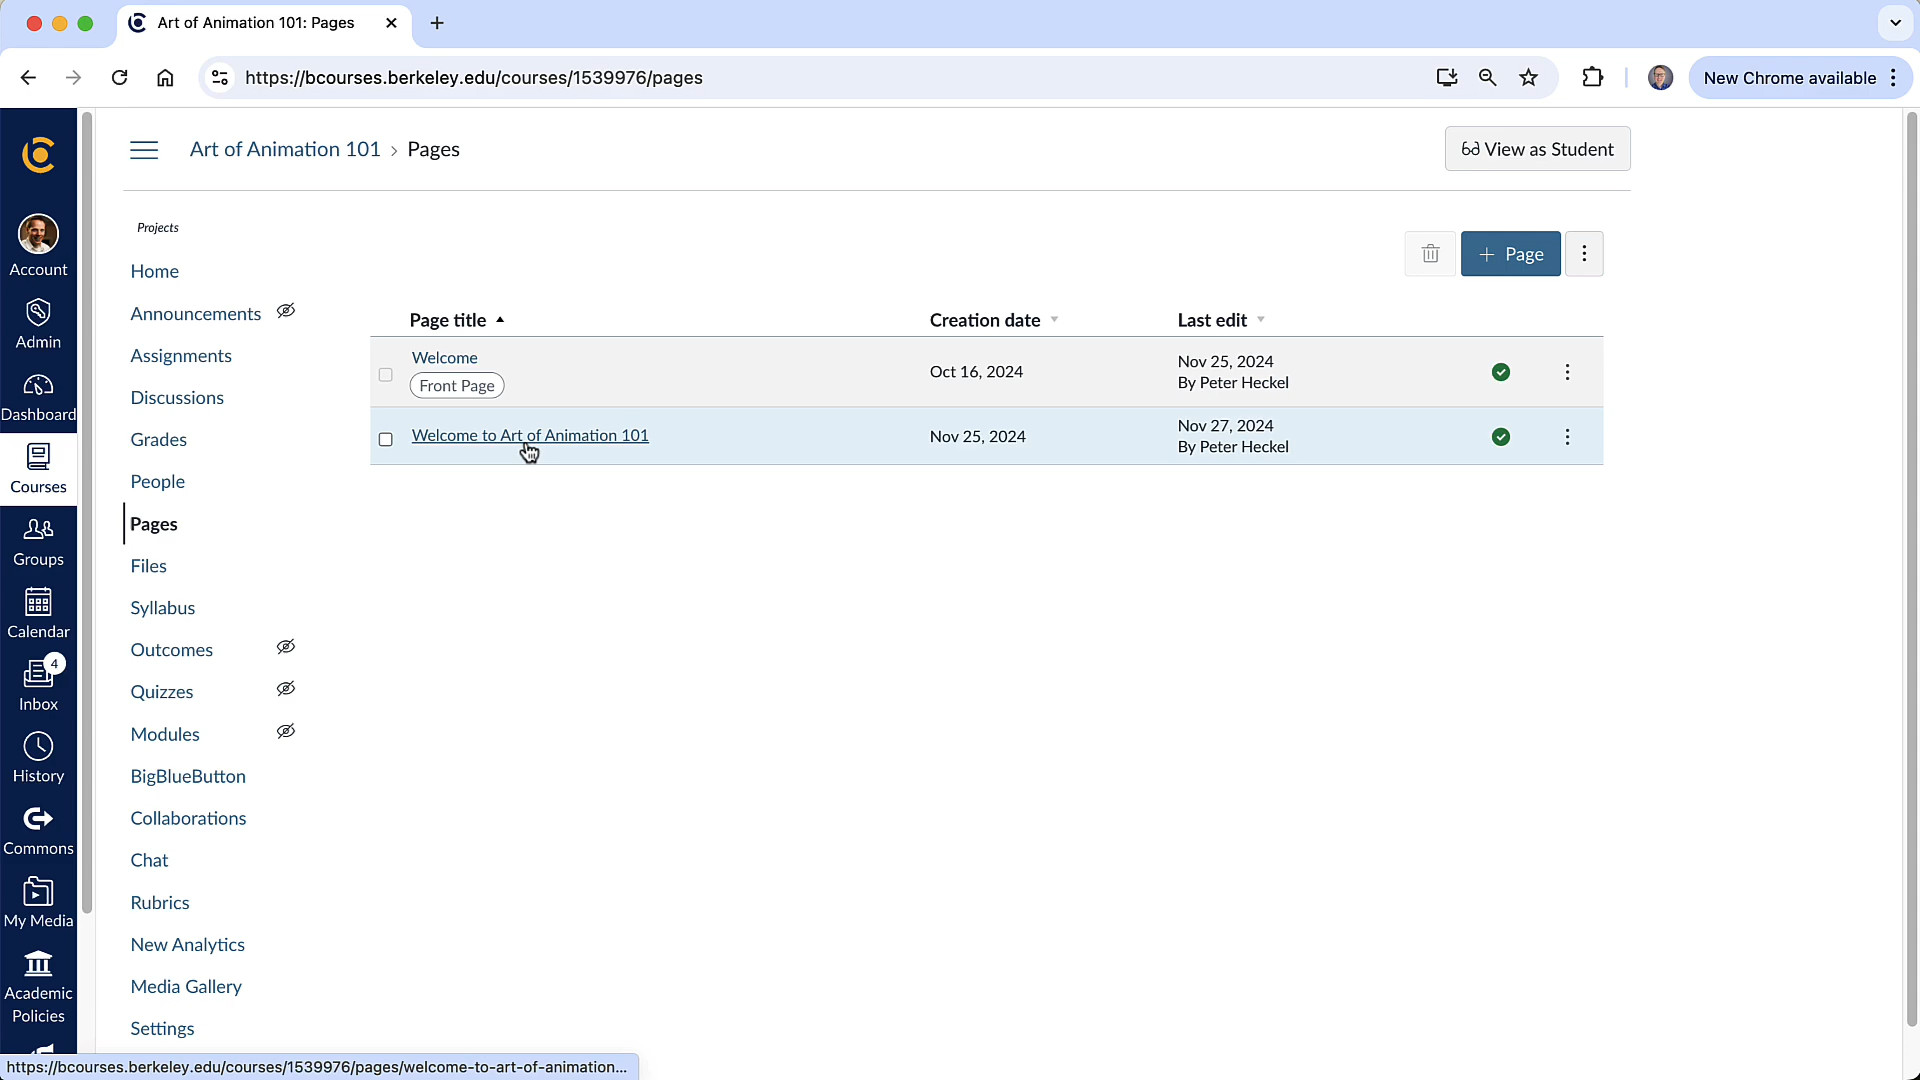 Art of Animation 101: Pages
https://bcourses.berkeley.edu/courses/1539976/pages
New Chrome available
Art of Animation 101 › Pages
View as Student
Account
Admin
Dashboard
Courses
Groups
Calendar
4
Inbox
History
Commons
My Media
Academic
Policies
Projects
Home
Announcements
Assignments
Discussions
Grades
People
Pages
Files
Syllabus
Outcomes
Quizzes
Modules
BigBlueButton
Collaborations
Chat
Rubrics
New Analytics
Media Gallery
Settings
+ Page
Page title Creation date Last edit
Welcome
Front Page
Oct 16, 2024
Nov 25, 2024
By Peter Heckel
Welcome to Art of Animation 101
Nov 25, 2024
Nov 27, 2024
By Peter Heckel
https://bcourses.berkeley.edu/courses/1539976/pages/welcome-to-art-of-animation...